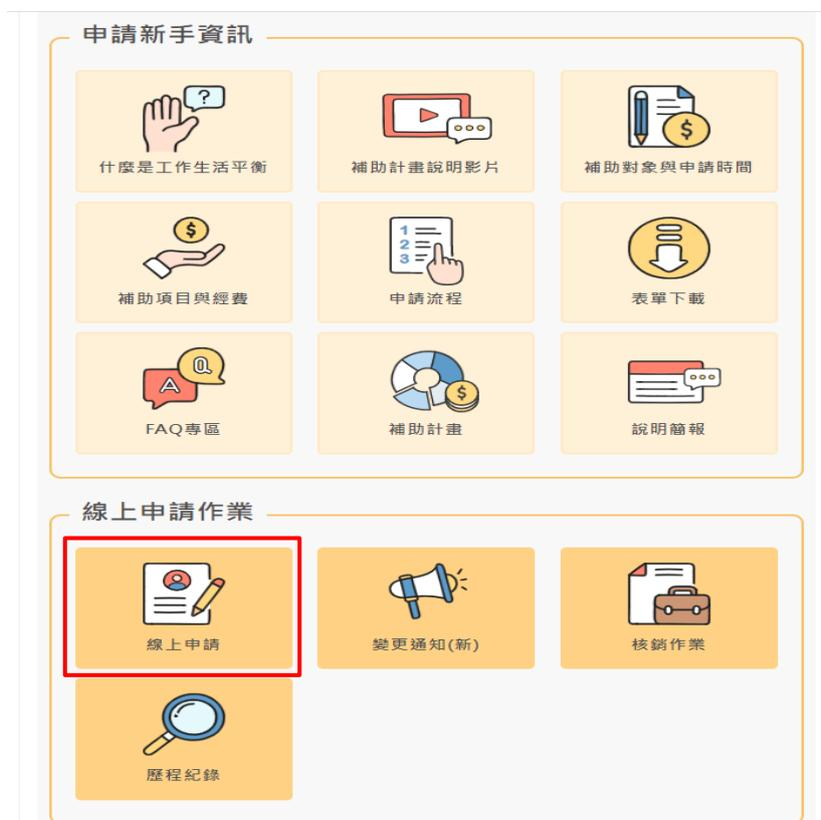 申請新手資訊
?
什麼是工作生活平衡
補助計畫說明影片
$
補助對象與申請時間
$
補助項目與經費
1
2
3
申請流程
表單下載
A Q
FAQ專區
$
補助計畫
說明簡報
線上申請作業
線上申請
變更通知(新)
核銷作業
歷程紀錄